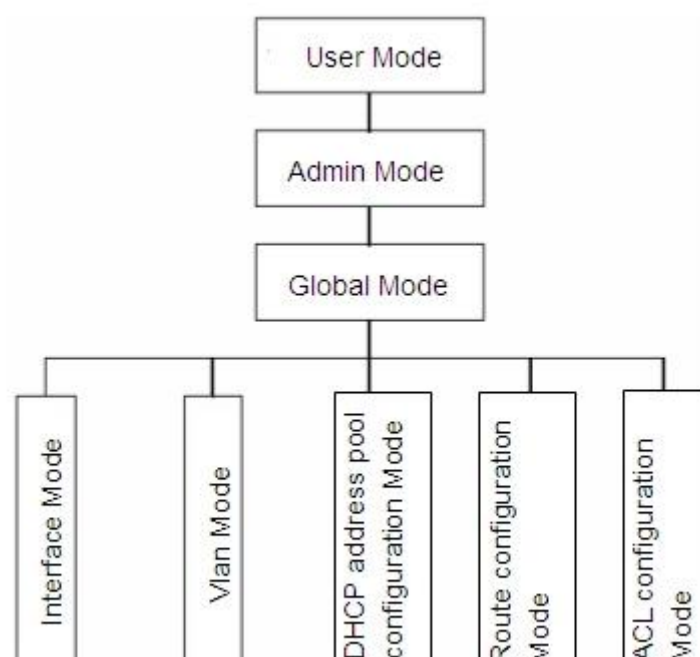 User Mode
Admin Mode
Global Mode
Interface Mode
Vlan Mode
DHCP address pool
configuration Mode
Route configuration
Mode
ACL configuration
Mode